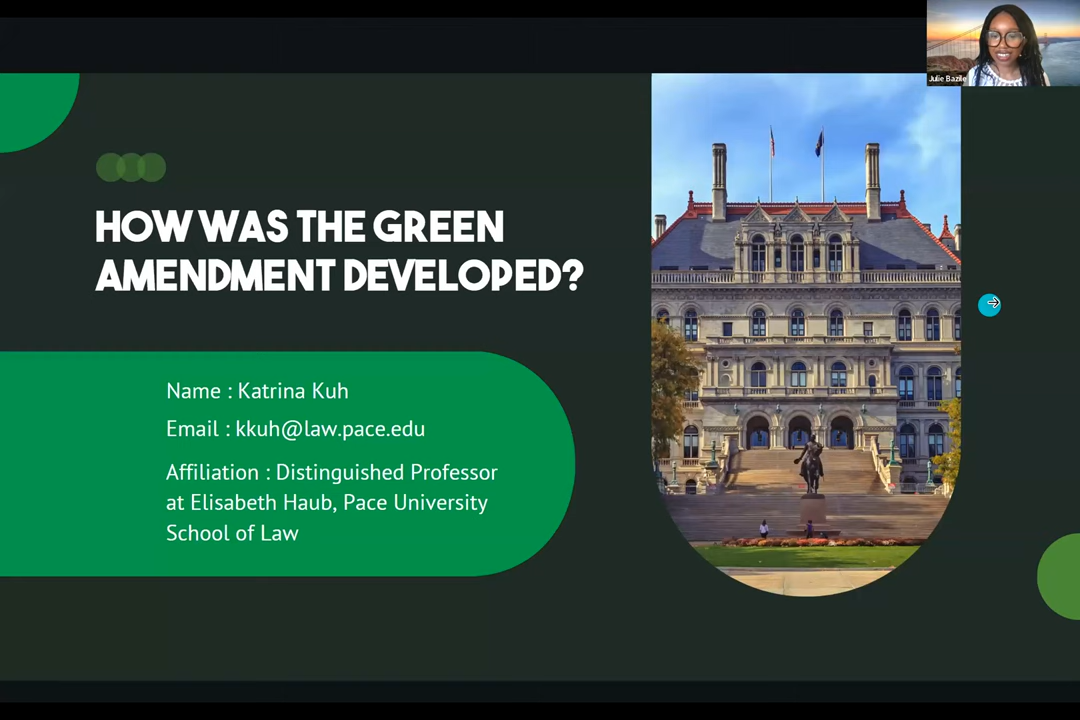 Julie Bazile
HOW WAS THE GREEN
AMENDMENT DEVELOPED?
Name : Katrina Kuh
Email : kkuh@law.pace.edu
Affiliation : Distinguished Professor
at Elisabeth Haub, Pace University
School of Law